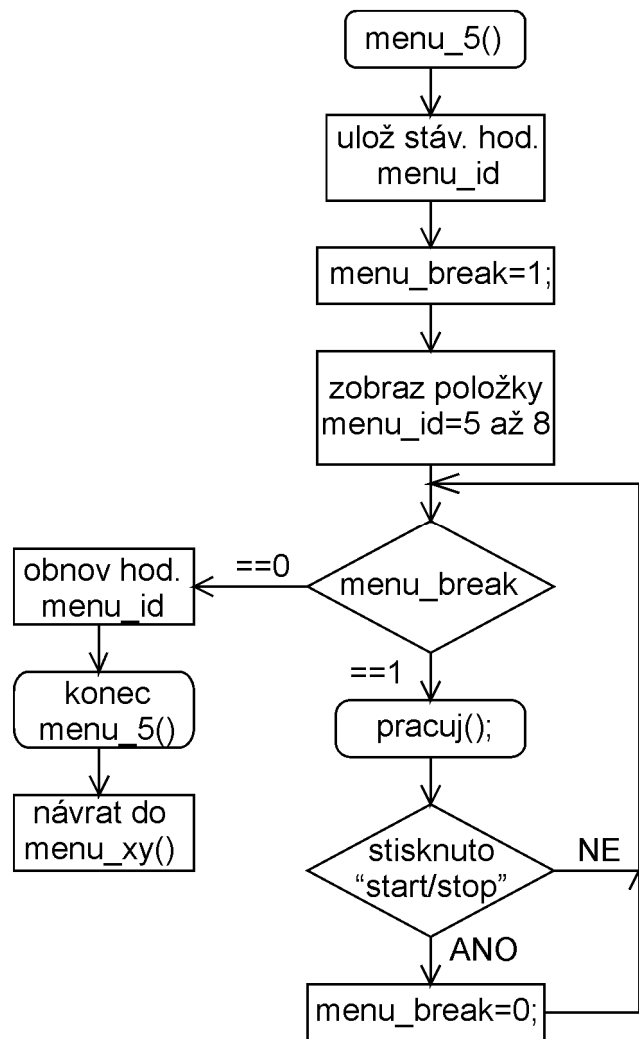 menu_5()
ulož stáv. hod.
menu_id
menu_break=1;
zobraz položky
menu_id=5 až 8
menu_break
==0
obnov hod.
menu_id
konec
menu_5()
návrat do
menu_xy()
==1
pracuj();
stisknuto
“start/stop”
NE
ANO
menu_break=0;